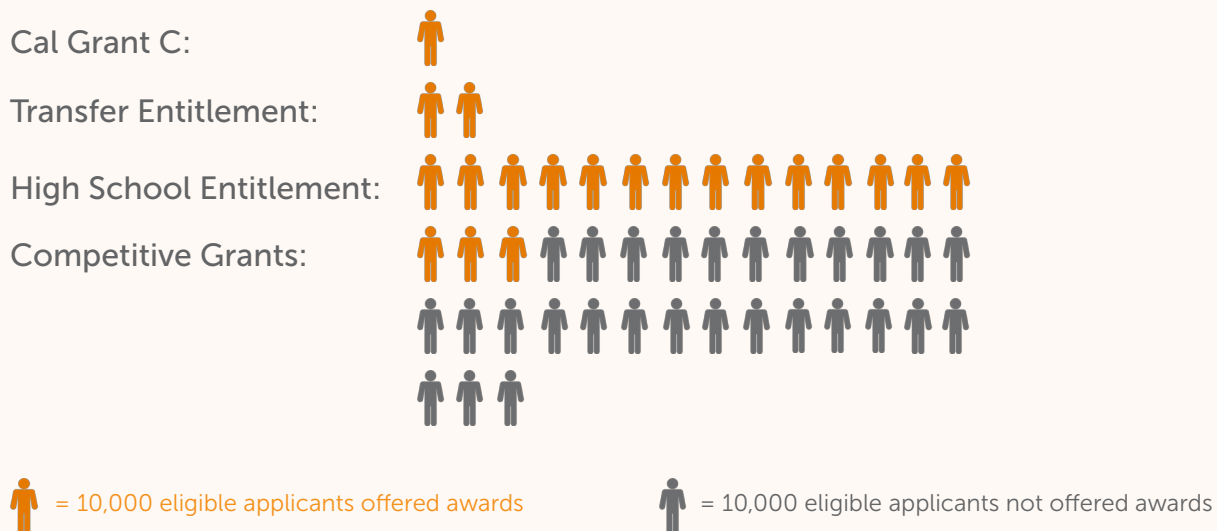 Cal Grant C:
Transfer Entitlement:
High School Entitlement:
Competitive Grants:
= 10,000 eligible applicants offered awards
= 10,000 eligible applicants not offered awards